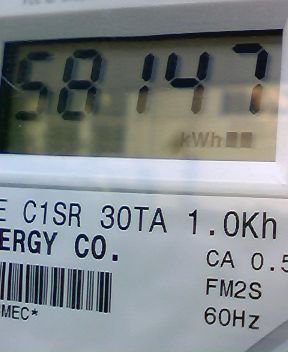 58147
kWh
E C1SR 30TA 1.0Kh
ERGY CO.
CA 0.5
FM2S
MEC*
60Hz